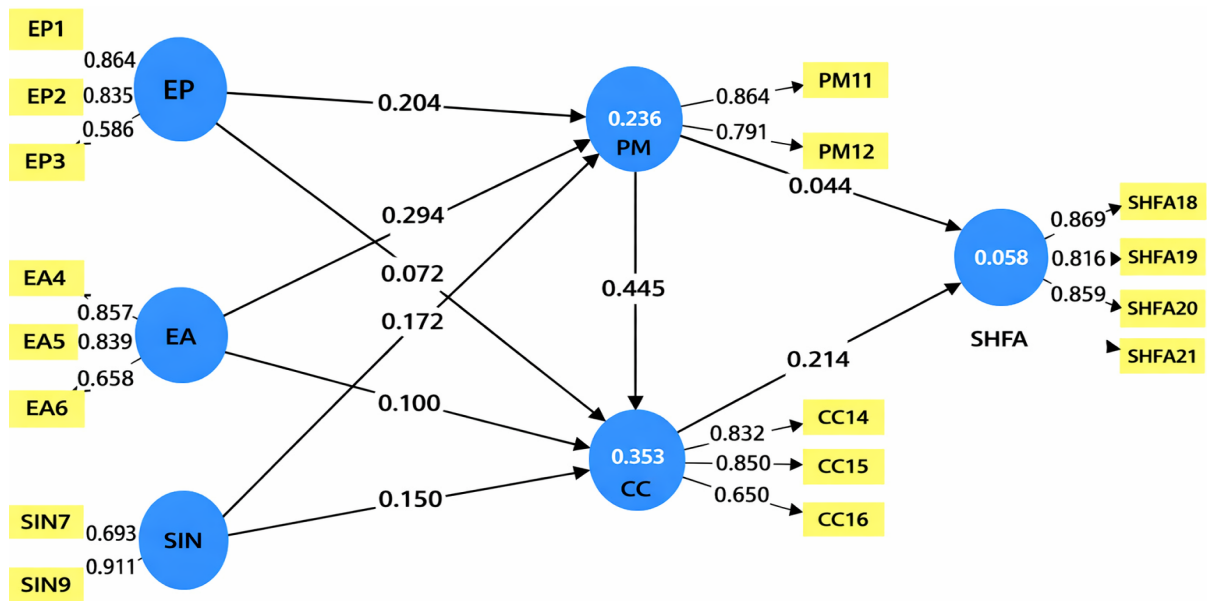 EP1
0.864
EP2
0.835
0.586
EP3
EP
0.204
0.236
PM
0.864
PM11
0.791
PM12
0.044
0.294
0.072
0.172
0.445
EA4
0.857
EA5
0.839
0.658
EA6
EA
0.100
0.058
SHFA
0.869
SHFA18
0.816
SHFA19
0.859
SHFA20
SHFA21
0.214
0.353
CC
0.832
CC14
0.850
CC15
0.650
CC16
0.150
SIN7
0.693
SIN
0.911
SIN9